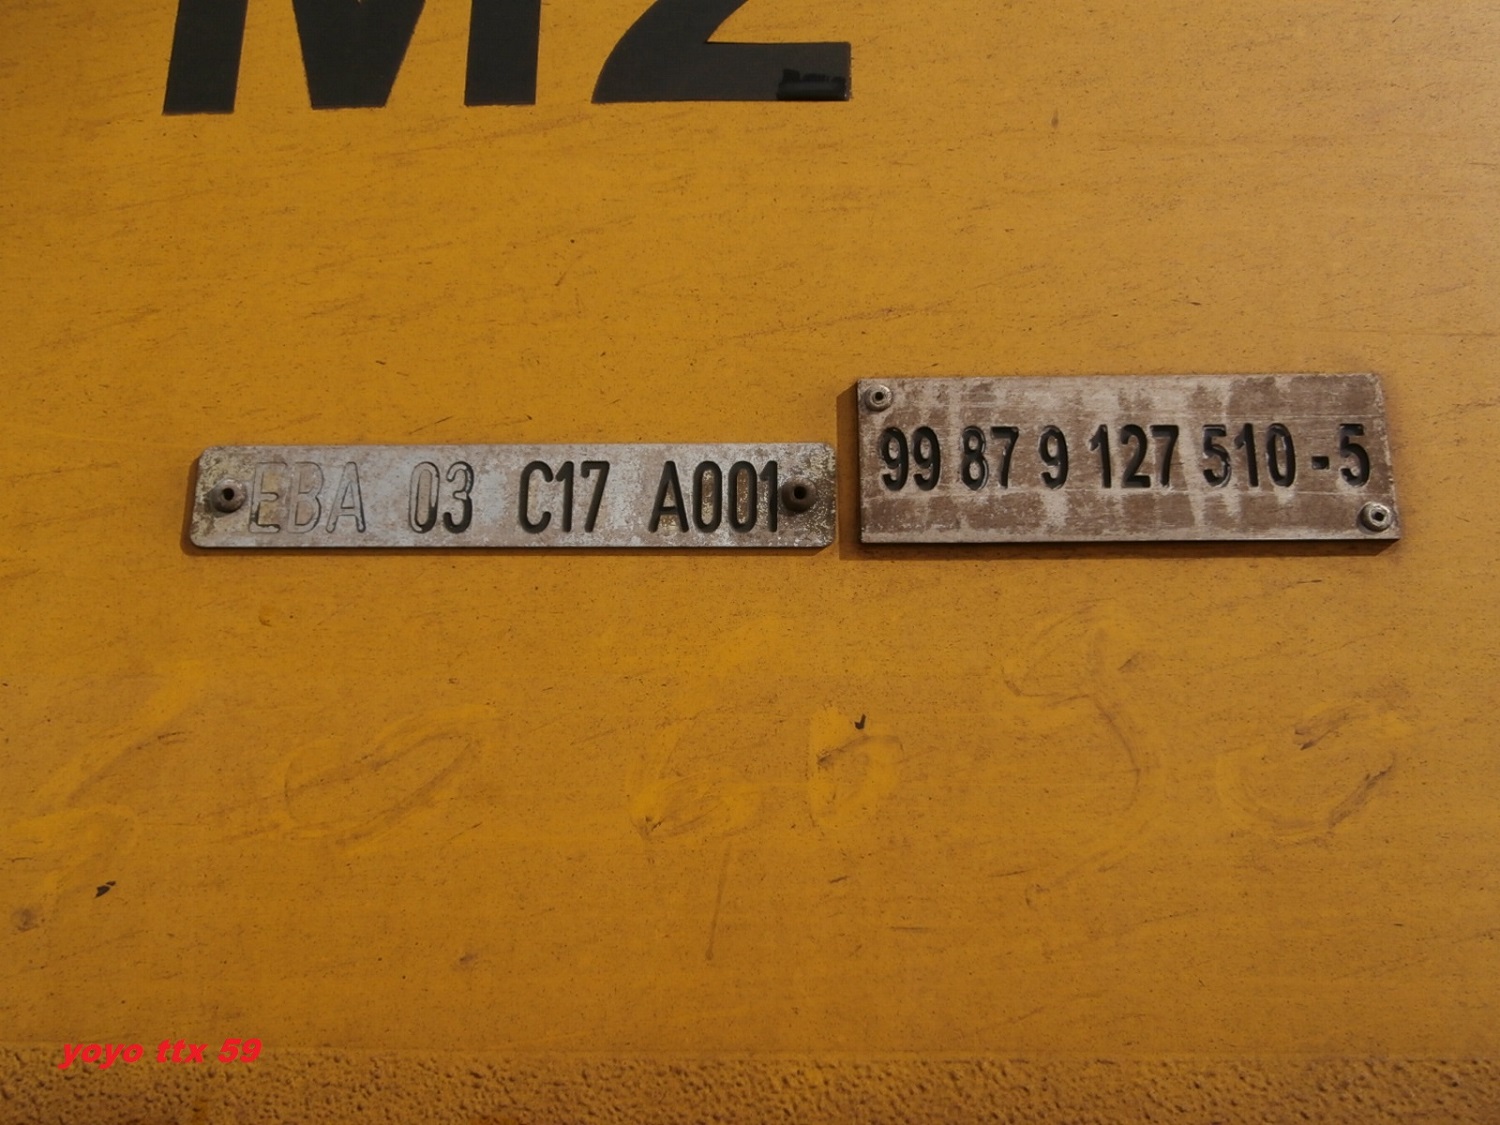 M2
EBA 03 C17 A001
99 87 9 127 510-5
yoyo ttx 59